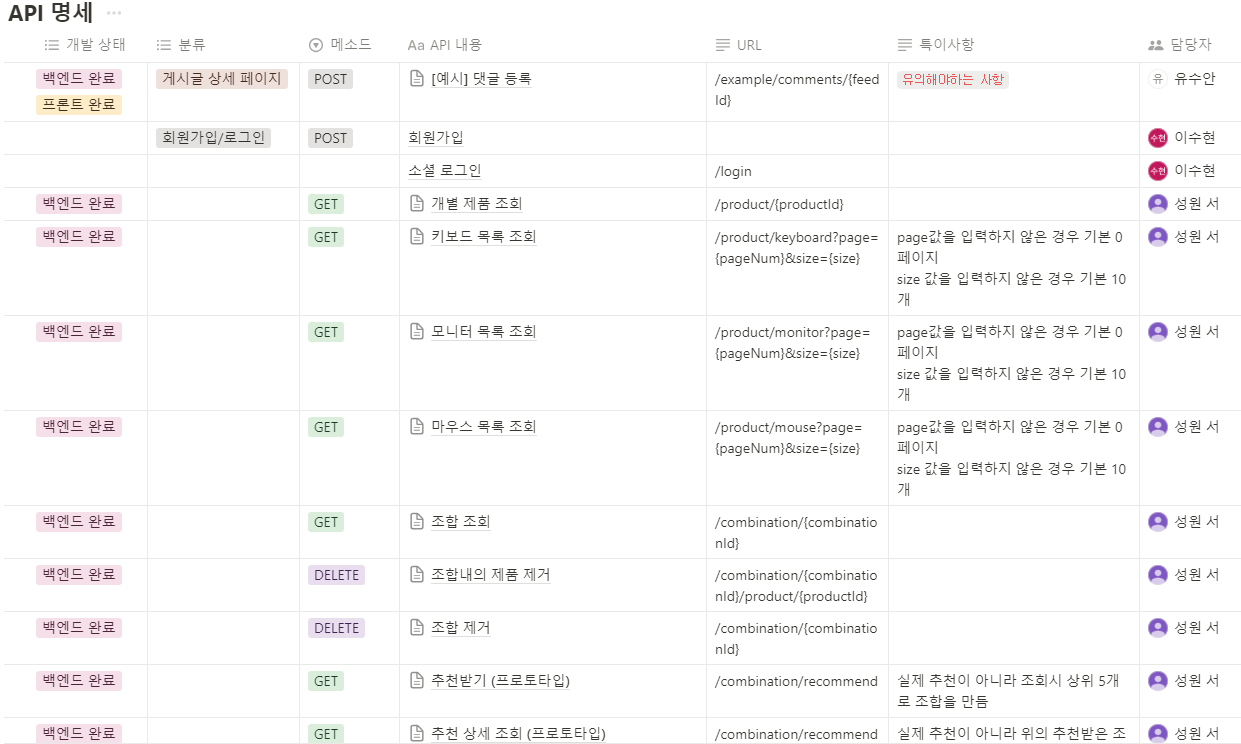 API 명세 ···
개발 상태 분류 메소드 Aa API 내용 URL 특이사항 담당자
백엔드 완료 게시글 상세 페이지 POST [예시] 댓글 등록 /example/comments/{feed 유의해야하는 사항 유 유수안
프론트 완료 Id}
회원가입/로그인 POST 회원가입 수현 이수현
소셜 로그인 /login 수현 이수현
백엔드 완료 GET 개별 제품 조회 /product/{productId} 성원 서
백엔드 완료 GET 키보드 목록 조회 /product/keyboard?page= page값을 입력하지 않은 경우 기본 0 성원 서
{pageNum}&size={size} 페이지
size 값을 입력하지 않은 경우 기본 10
개
백엔드 완료 GET 모니터 목록 조회 /product/monitor?page= page값을 입력하지 않은 경우 기본 0 성원 서
{pageNum}&size={size} 페이지
size 값을 입력하지 않은 경우 기본 10
개
백엔드 완료 GET 마우스 목록 조회 /product/mouse?page= page값을 입력하지 않은 경우 기본 0 성원 서
{pageNum}&size={size} 페이지
size 값을 입력하지 않은 경우 기본 10
개
백엔드 완료 GET 조합 조회 /combination/{combinatio 성원 서
nId}
백엔드 완료 DELETE 조합내의 제품 제거 /combination/{combinatio 성원 서
nId}/product/{productId}
백엔드 완료 DELETE 조합 제거 /combination/{combinatio 성원 서
nId}
백엔드 완료 GET 추천받기 (프로토타입) /combination/recommend 실제 추천이 아니라 조회시 상위 5개 성원 서
로 조합을 만듬
백엔드 완료 GET 추천 상세 조회 (프로토타입) /combination/recommend 실제 추천이 아니라 위의 추천받은 조 성원 서